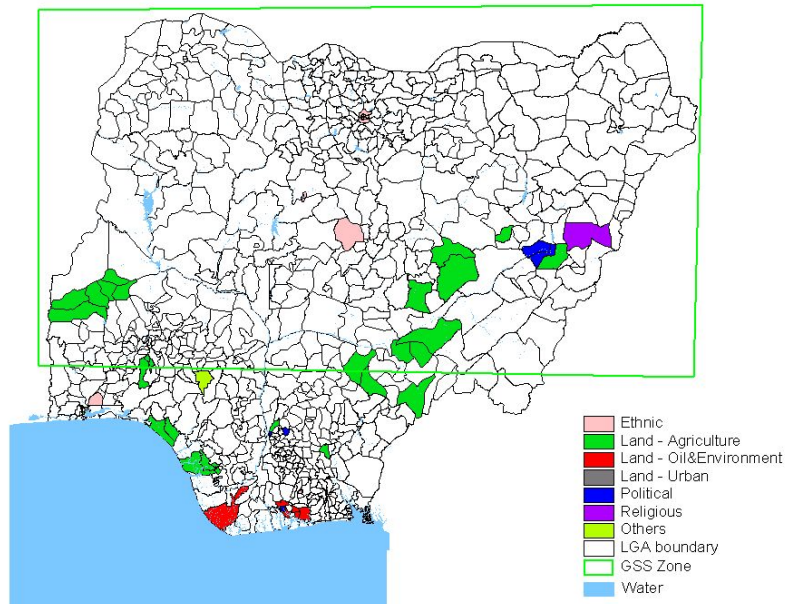 Ethnic
Land - Agriculture
Land - Oil&Environment
Land - Urban
Political
Religious
Others
LGA boundary
GSS Zone
Water